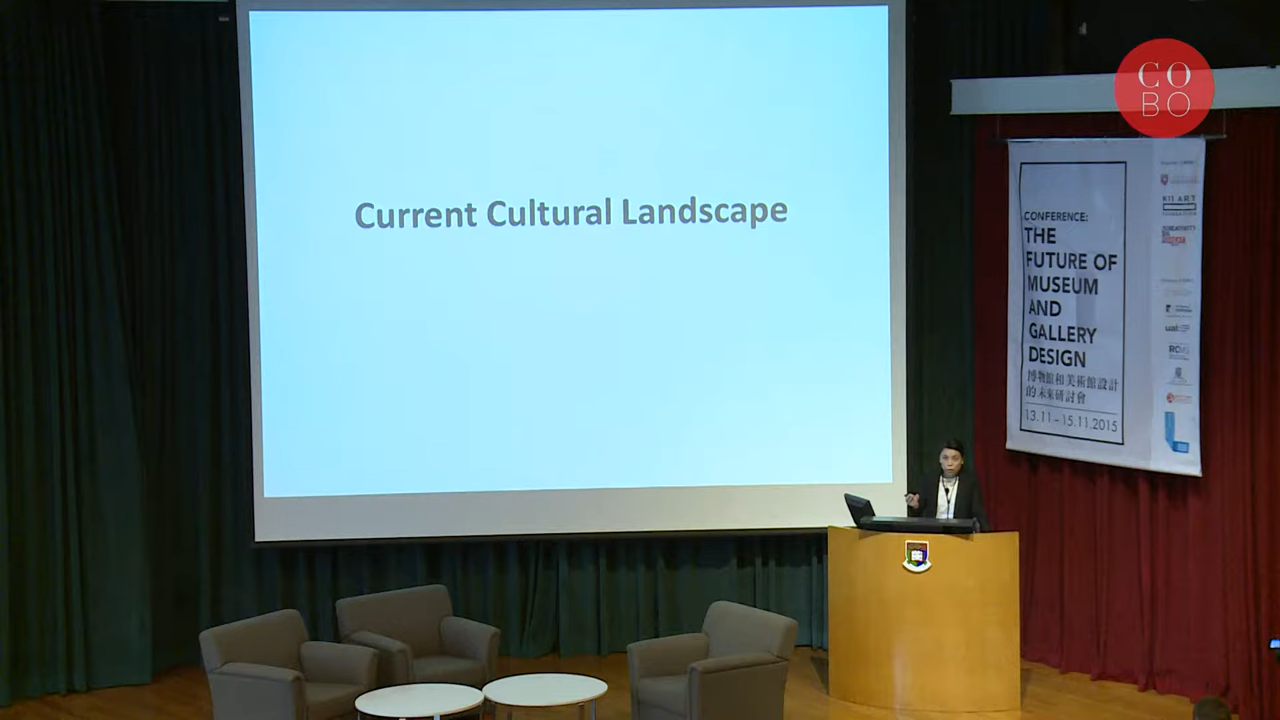 Current Cultural Landscape
CO
BO
CONFERENCE:
THE
FUTURE OF
MUSEUM
AND
GALLERY
DESIGN
博物館和美術館設計
的未來研討會
13.11 – 15.11.2015
K11 ART